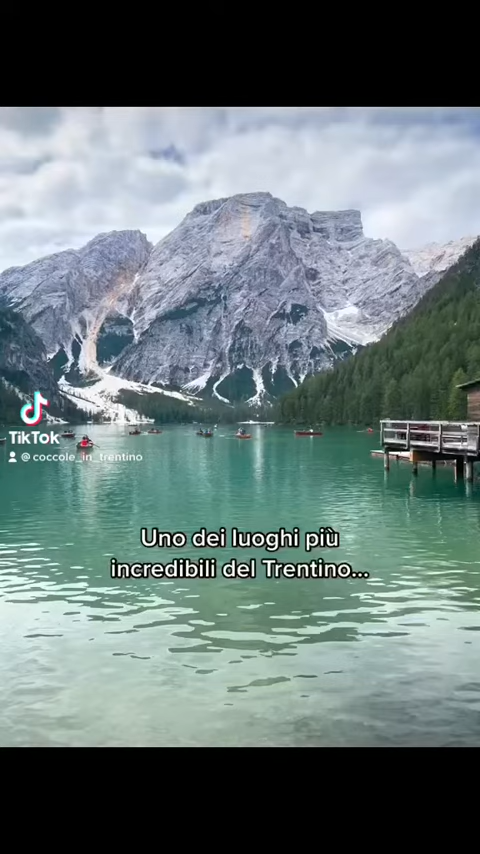 TikTok
@coccole_in_trentino
Uno dei luoghi più
incredibili del Trentino...